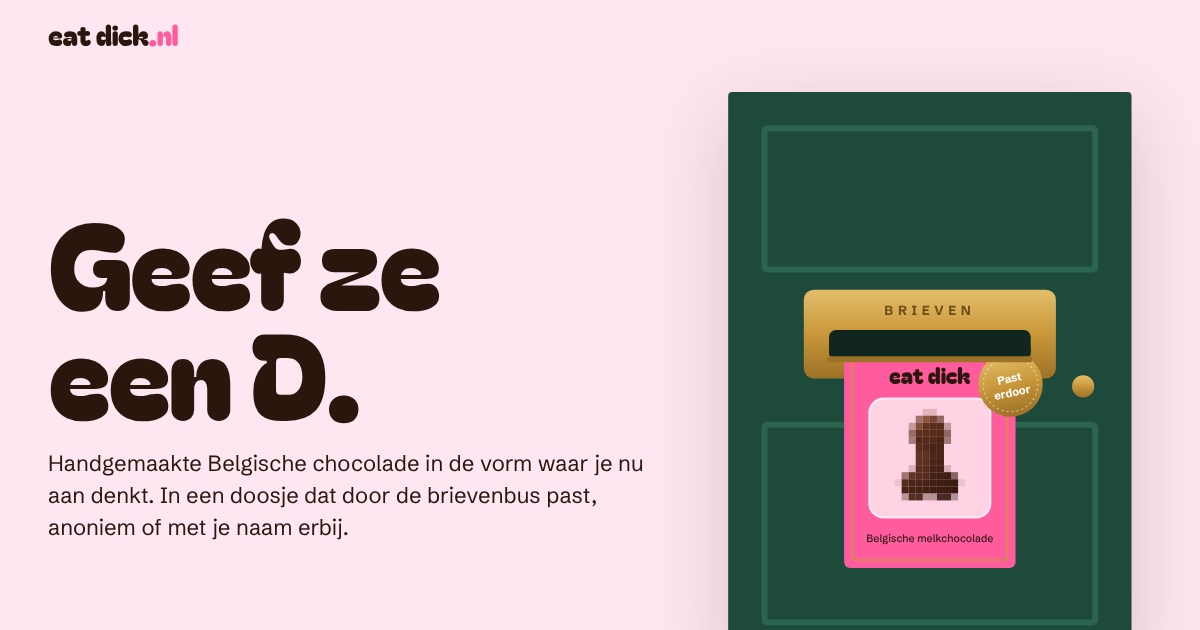 eat dick.nl
Geef ze
een D.
Handgemaakte Belgische chocolade in de vorm waar je nu
aan denkt. In een doosje dat door de brievenbus past,
anoniem of met je naam erbij.
BRIEVEN
eat dick
Past
erdoor
Belgische melkchocolade